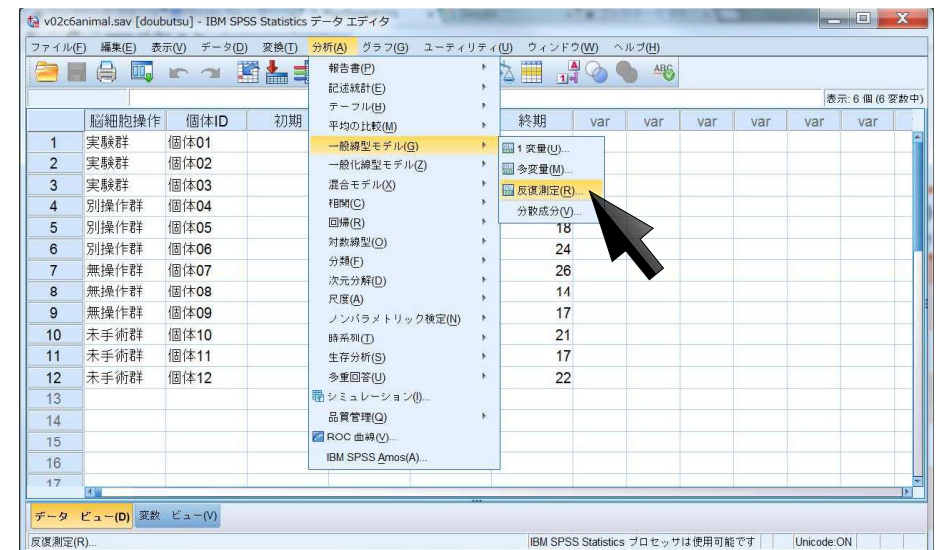 v02c6animal.sav [doubutsu] - IBM SPSS Statistics データ エディタ
ファイル(F) 編集(E) 表示(V) データ(D) 変換(T) 分析(A) グラフ(G) ユーティリティ(U) ウィンドウ(W) ヘルプ(H)
表示: 6 個 (6 変数中)
脳細胞操作 個体ID 初期 終期 var var var var var var
1 実験群 個体01
2 実験群 個体02
3 実験群 個体03
4 別操作群 個体04
5 別操作群 個体05 18
6 別操作群 個体06 24
7 無操作群 個体07 26
8 無操作群 個体08 14
9 無操作群 個体09 17
10 未手術群 個体10 21
11 未手術群 個体11 17
12 未手術群 個体12 22
13
14
15
16
17
報告書(P)
記述統計(E)
テーブル(B)
平均の比較(M)
一般線型モデル(G)
一般化線型モデル(Z)
混合モデル(X)
相関(C)
回帰(R)
対数線型(O)
分類(F)
次元分解(D)
尺度(A)
ノンパラメトリック検定(N)
時系列(T)
生存分析(S)
多重回答(U)
シミュレーション(I)...
品質管理(Q)
ROC 曲線(V)...
IBM SPSS Amos(A)...
1 変量(U)...
多変量(M)...
反復測定(R)...
分散成分(V)...
データ ビュー(D) 変数 ビュー(V)
反復測定(R)... IBM SPSS Statistics プロセッサは使用可能です Unicode:ON